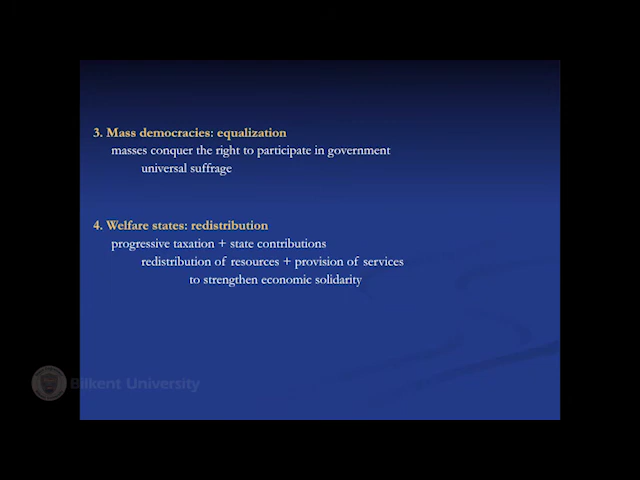 3. Mass democracies: equalization
masses conquer the right to participate in government
universal suffrage
4. Welfare states: redistribution
progressive taxation + state contributions
redistribution of resources + provision of services
to strengthen economic solidarity
Bilkent University